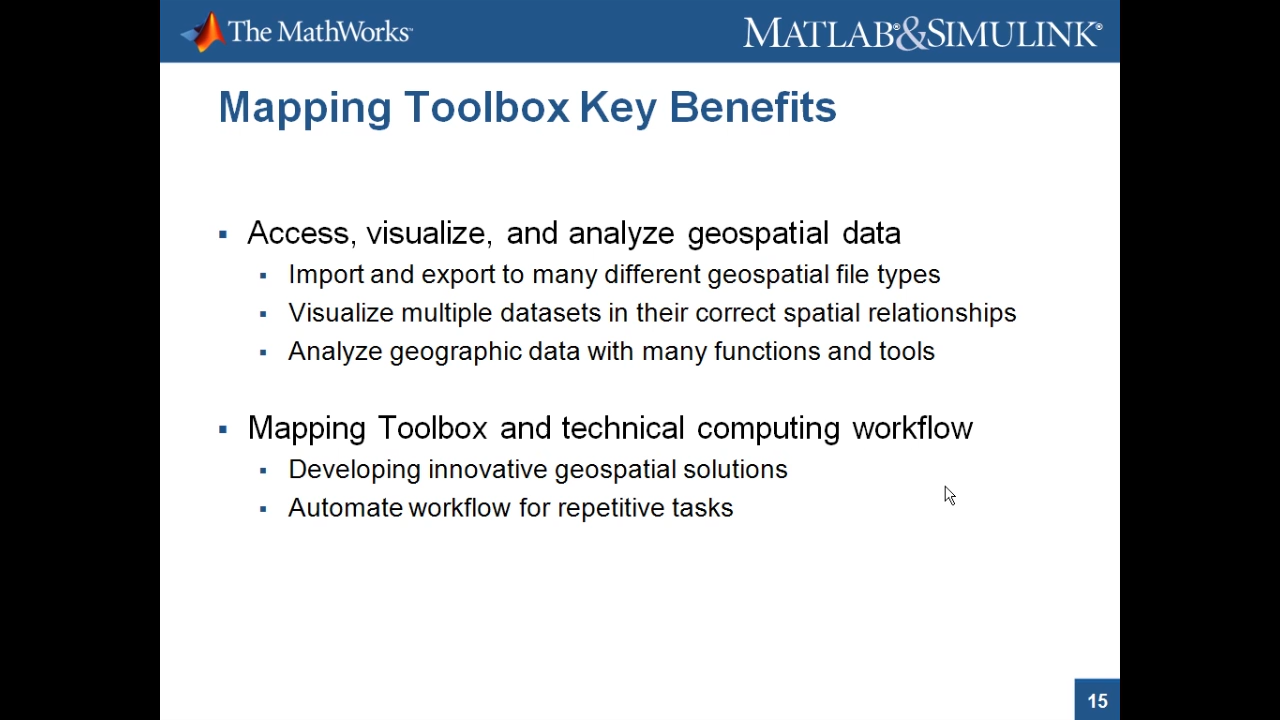 The MathWorks™
MATLAB®&SIMULINK®
Mapping Toolbox Key Benefits
▪ Access, visualize, and analyze geospatial data
▪ Import and export to many different geospatial file types
▪ Visualize multiple datasets in their correct spatial relationships
▪ Analyze geographic data with many functions and tools
▪ Mapping Toolbox and technical computing workflow
▪ Developing innovative geospatial solutions
▪ Automate workflow for repetitive tasks
15